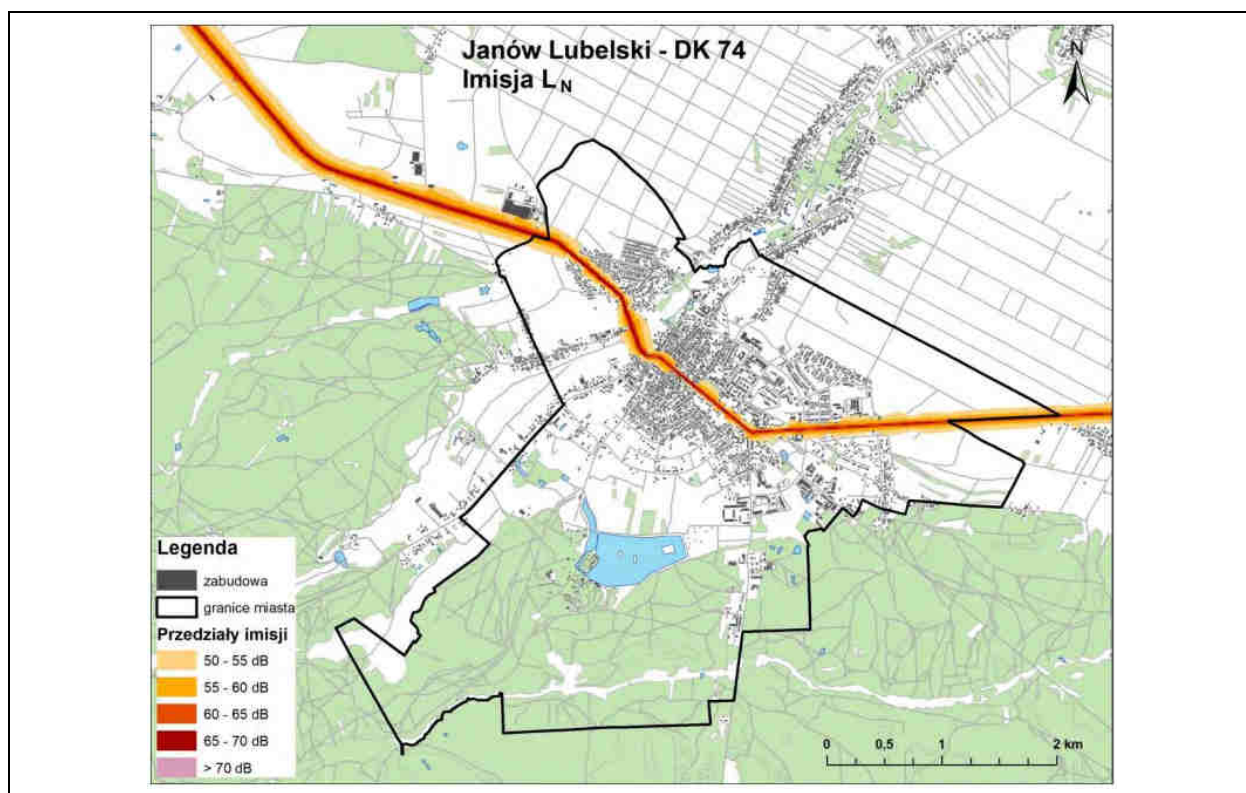 Janów Lubelski - DK 74
Imisja L N
N
Legenda
zabudowa
granice miasta
Przedziały imisji
50 - 55 dB
55 - 60 dB
60 - 65 dB
65 - 70 dB
> 70 dB
0 0,5 1 2 km